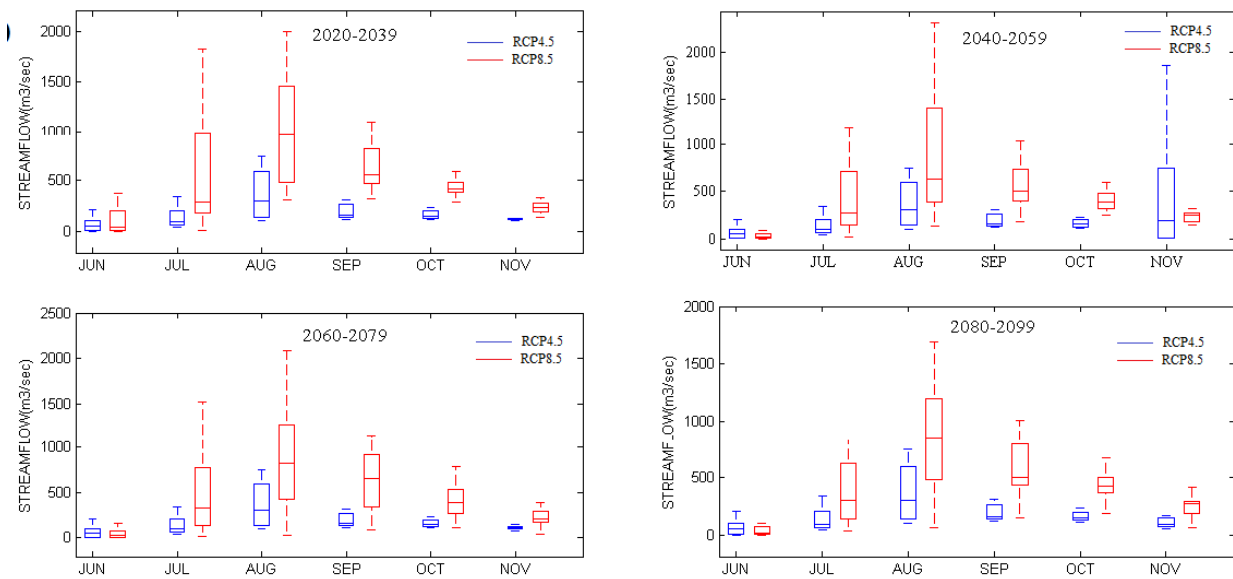 2000
1500
1000
500
0
STREAMFLOW(m3/sec)
2020-2039
RCP4.5
RCP8.5
JUN JUL AUG SEP OCT NOV
2000
1500
1000
500
0
STREAMFLOW(m3/sec)
2040-2059
RCP4.5
RCP8.5
JUN JUL AUG SEP OCT NOV
2500
2000
1500
1000
500
0
STREAMFLOW(m3/sec)
2060-2079
RCP4.5
RCP8.5
JUN JUL AUG SEP OCT NOV
2000
1500
1000
500
0
STREAMF_OW(m3/sec)
2080-2099
RCP4.5
RCP8.5
JUN JUL AUG SEP OCT NOV